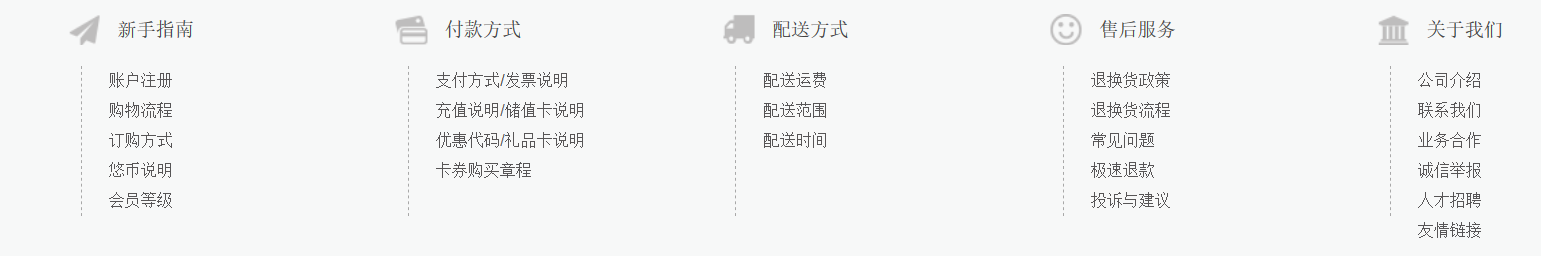 新手指南
账户注册
购物流程
订购方式
悠币说明
会员等级
付款方式
支付方式/发票说明
充值说明/储值卡说明
优惠代码/礼品卡说明
卡券购买章程
配送方式
配送运费
配送范围
配送时间
售后服务
退换货政策
退换货流程
常见问题
极速退款
投诉与建议
关于我们
公司介绍
联系我们
业务合作
诚信举报
人才招聘
友情链接